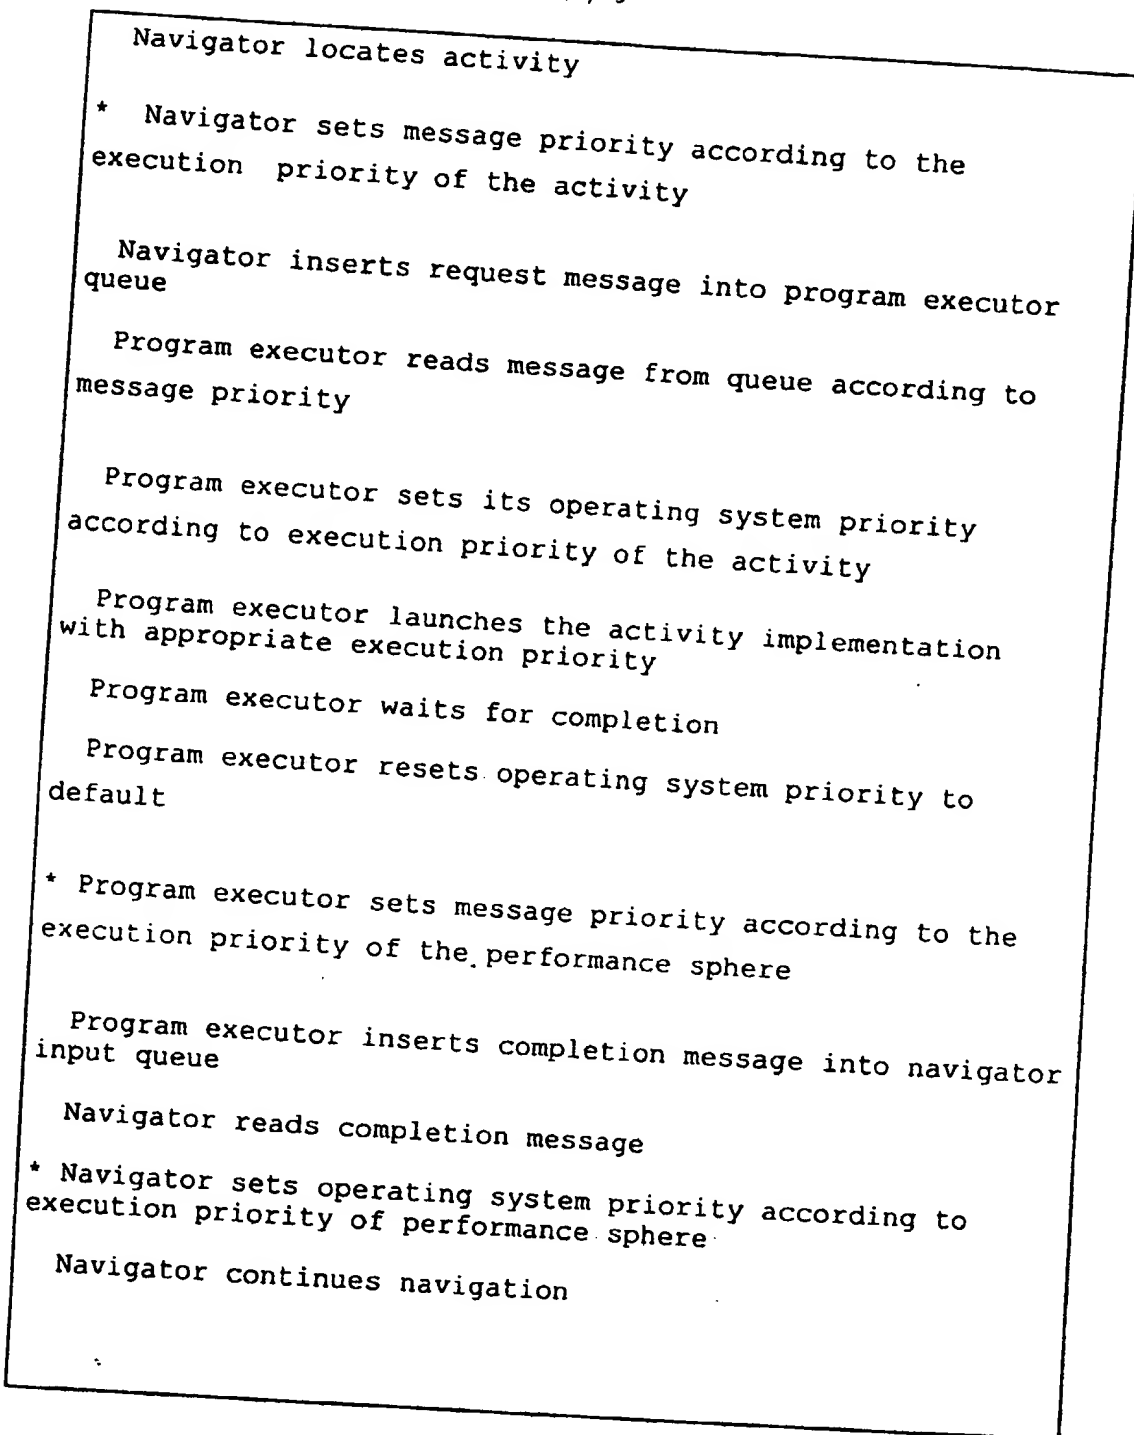 Navigator locates activity
* Navigator sets message priority according to the
execution priority of the activity
Navigator inserts request message into program executor
queue
Program executor reads message from queue according to
message priority
Program executor sets its operating system priority
according to execution priority of the activity
Program executor launches the activity implementation
with appropriate execution priority
Program executor waits for completion
Program executor resets operating system priority to
default
* Program executor sets message priority according to the
execution priority of the performance sphere
Program executor inserts completion message into navigator
input queue
Navigator reads completion message
* Navigator sets operating system priority according to
execution priority of performance sphere
Navigator continues navigation